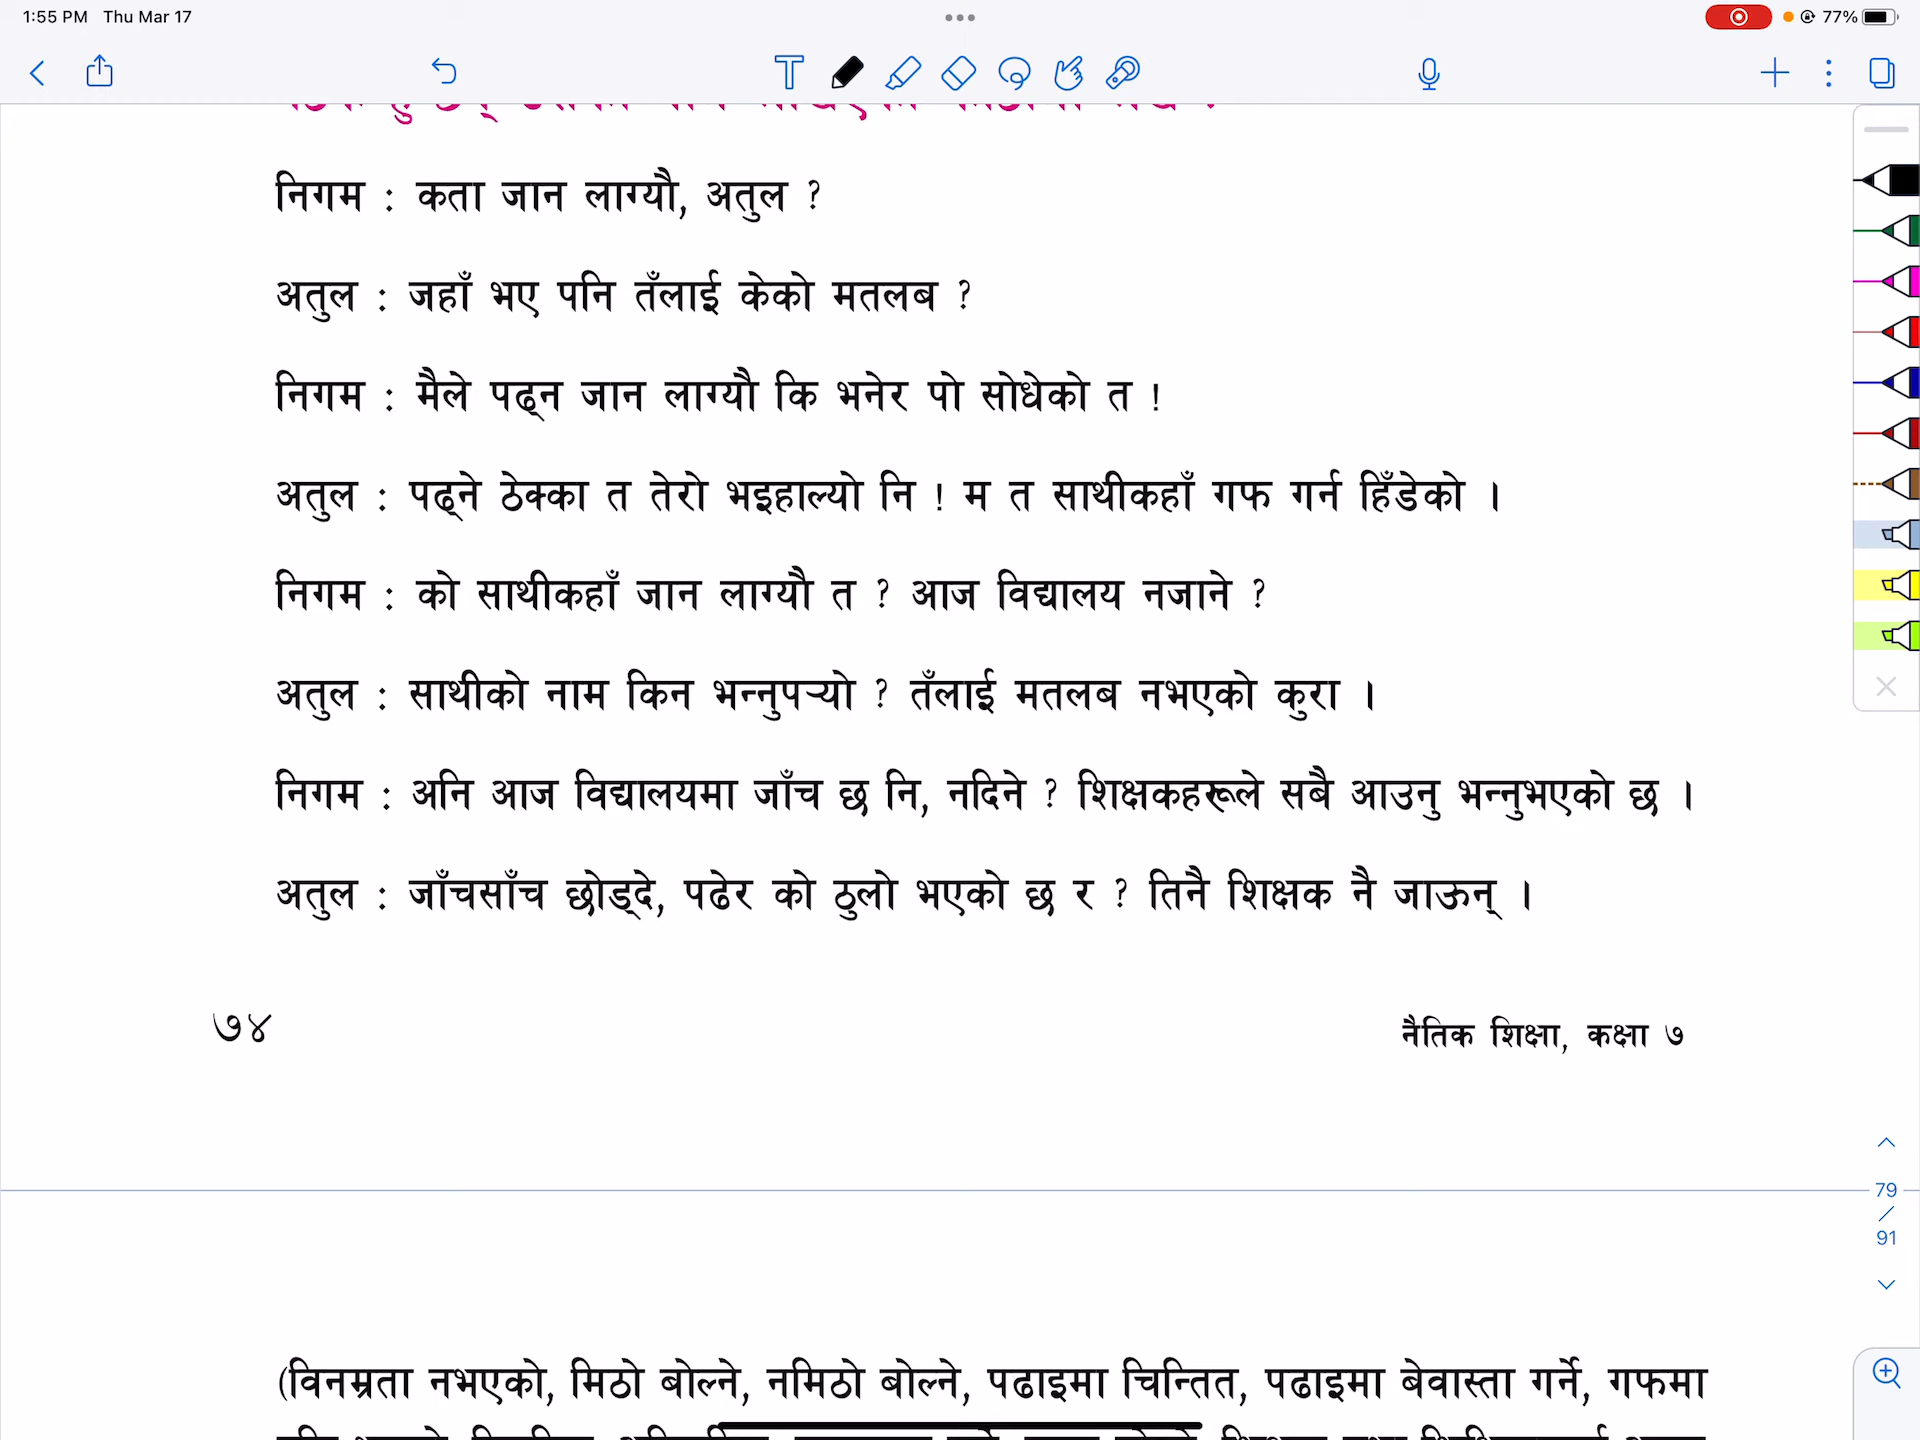 1:55 PM Thu Mar 17
77%
निगम : कता जान लाग्यौ, अतुल ?
अतुल : जहाँ भए पनि तँलाई केको मतलब ?
निगम : मैले पढ्न जान लाग्यौ कि भनेर पो सोधेको त !
अतुल : पढ्ने ठेक्का त तेरो भइहाल्यो नि ! म त साथीकहाँ गफ गर्न हिँडेको ।
निगम : को साथीकहाँ जान लाग्यौ त ? आज विद्यालय नजाने ?
अतुल : साथीको नाम किन भन्नुपऱ्यो ? तँलाई मतलब नभएको कुरा ।
निगम : अनि आज विद्यालयमा जाँच छ नि, नदिने ? शिक्षकहरूले सबै आउनु भन्नुभएको छ ।
अतुल : जाँचसाँच छोड्दे, पढेर को ठुलो भएको छ र ? तिनै शिक्षक नै जाऊन् ।
७४
नैतिक शिक्षा, कक्षा ७
79
/
91
(विनम्रता नभएको, मिठो बोल्ने, नमिठो बोल्ने, पढाइमा चिन्तित, पढाइमा बेवास्ता गर्ने, गफमा